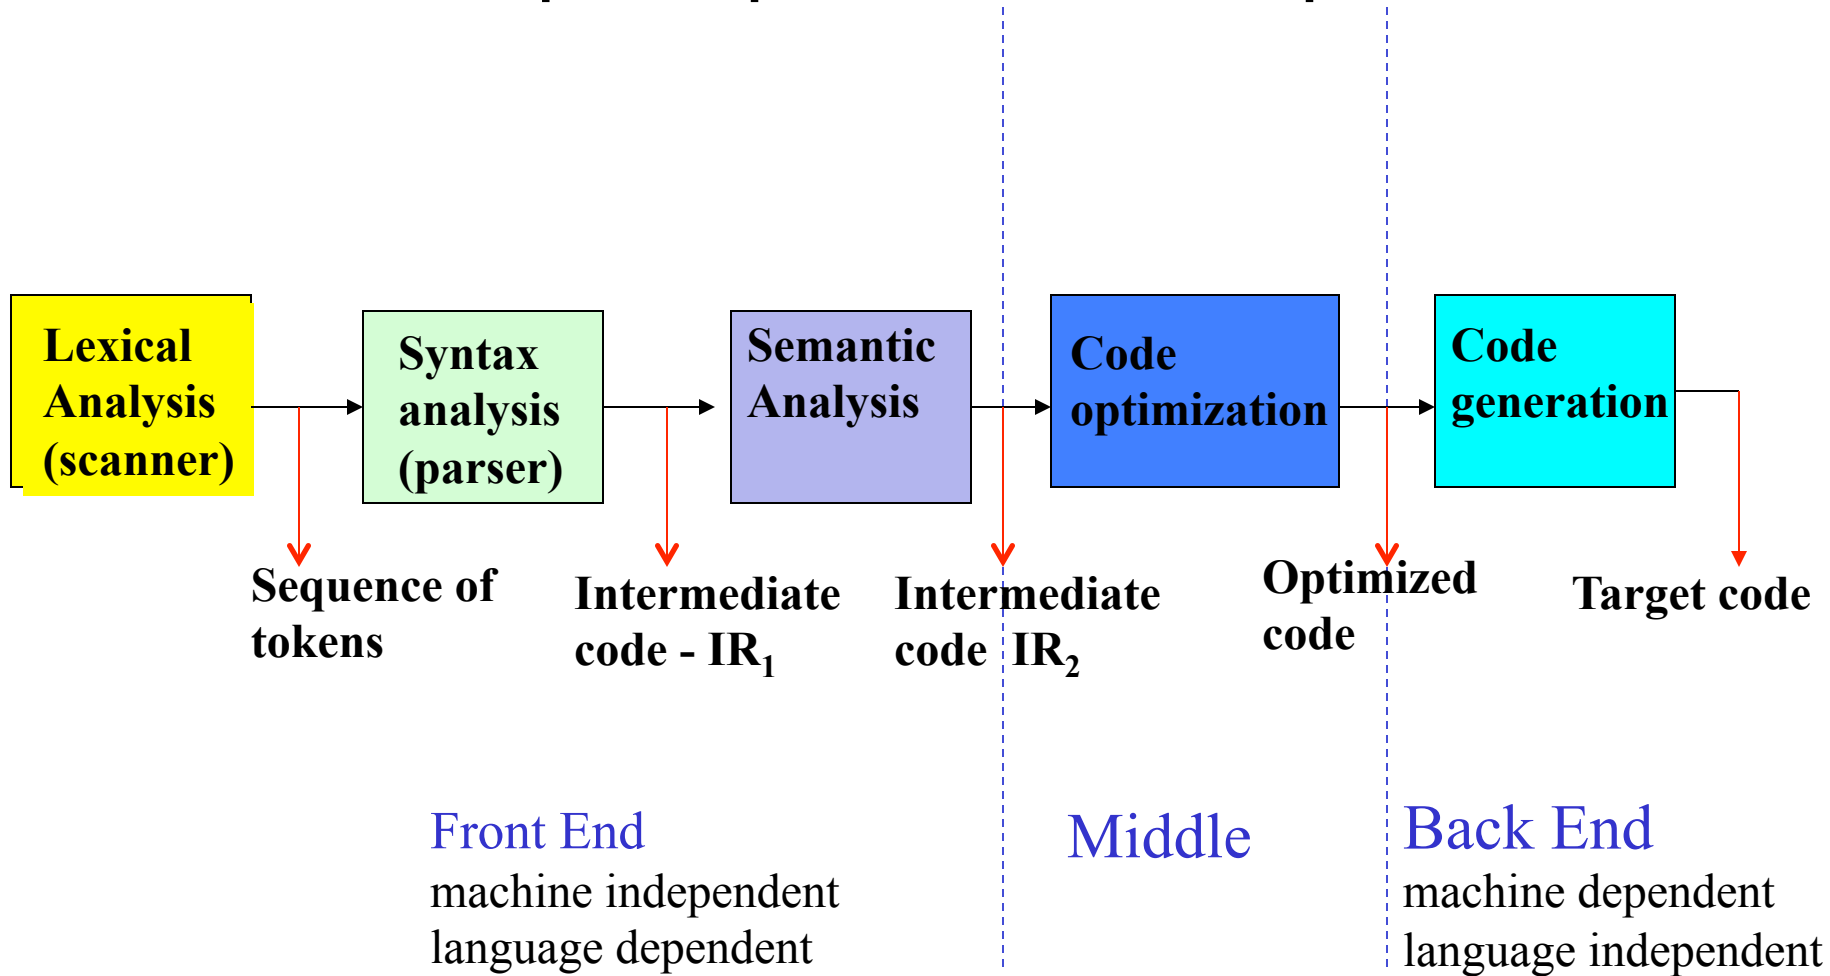 Lexical
Analysis
(scanner)
Syntax
analysis
(parser)
Semantic
Analysis
Code
optimization
Code
generation
Sequence of
tokens
Intermediate
code - IR₁
Intermediate
code IR₂
Optimized
code
Target code
Front End
machine independent
language dependent
Middle
Back End
machine dependent
language independent